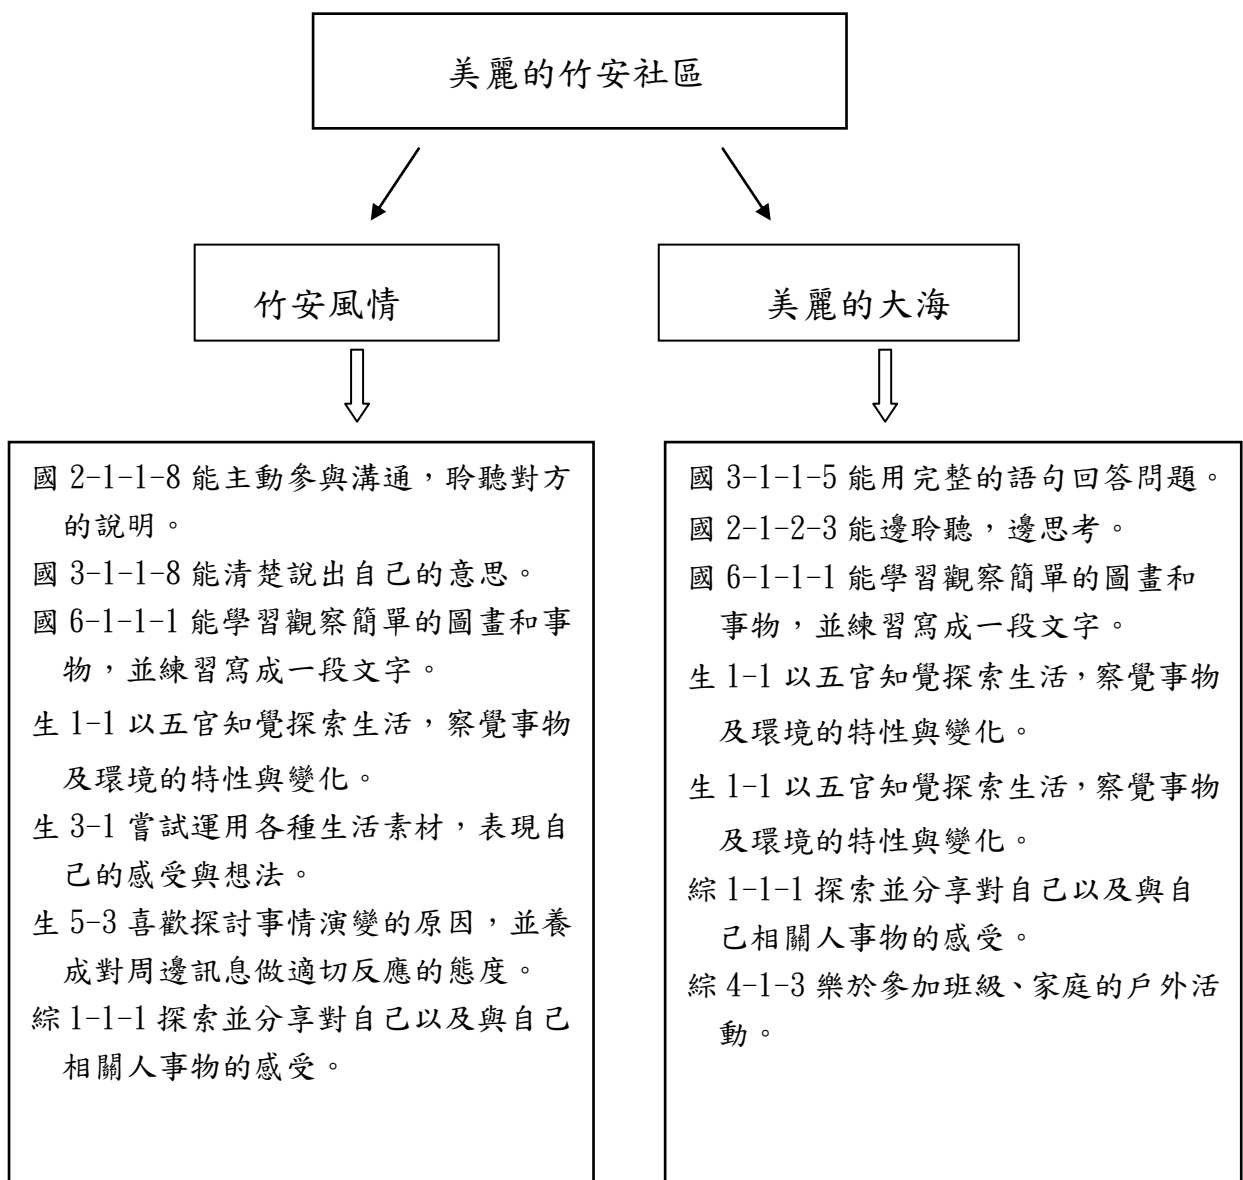 美麗的竹安社區
竹安風情
美麗的大海
國 2-1-1-8 能主動參與溝通，聆聽對方
的說明。
國 3-1-1-8 能清楚說出自己的意思。
國 6-1-1-1 能學習觀察簡單的圖畫和事
物，並練習寫成一段文字。
生 1-1 以五官知覺探索生活，察覺事物
及環境的特性與變化。
生 3-1 嘗試運用各種生活素材，表現自
己的感受與想法。
生 5-3 喜歡探討事情演變的原因，並養
成對周邊訊息做適切反應的態度。
綜 1-1-1 探索並分享對自己以及與自己
相關人事物的感受。
國 3-1-1-5 能用完整的語句回答問題。
國 2-1-2-3 能邊聆聽，邊思考。
國 6-1-1-1 能學習觀察簡單的圖畫和
事物，並練習寫成一段文字。
生 1-1 以五官知覺探索生活，察覺事物
及環境的特性與變化。
生 1-1 以五官知覺探索生活，察覺事物
及環境的特性與變化。
綜 1-1-1 探索並分享對自己以及與自
己相關人事物的感受。
綜 4-1-3 樂於參加班級、家庭的戶外活
動。